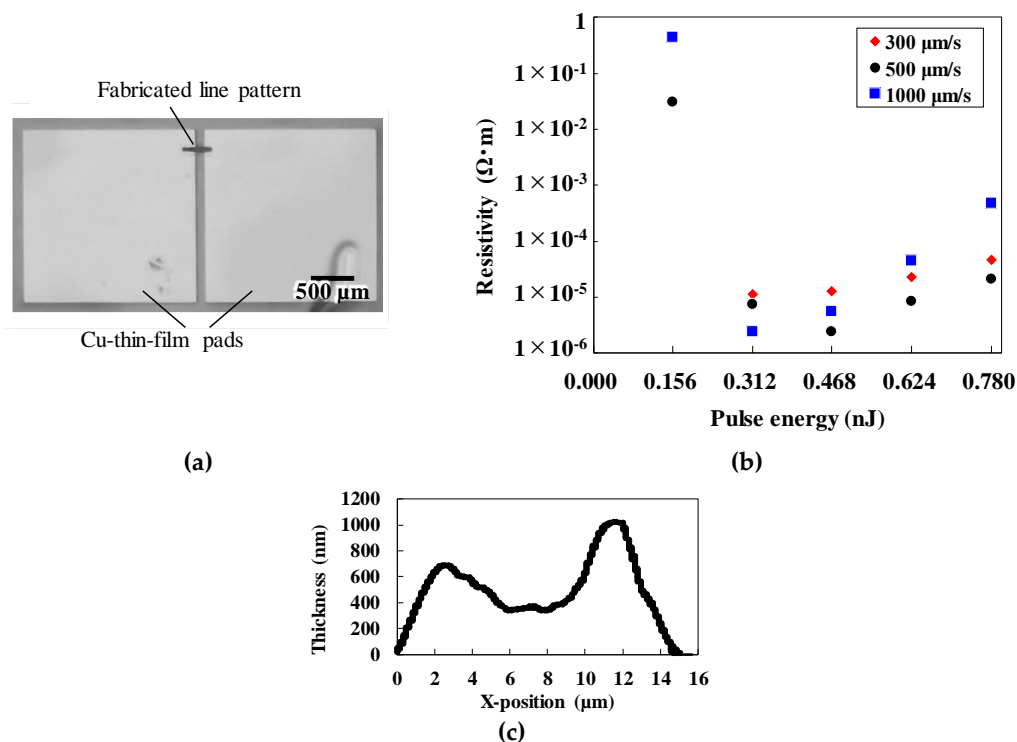 Fabricated line pattern
500 µm
Cu-thin-film pads
(a)
Resistivity (Ω·m)
1
1×10-1
1×10-2
1×10-3
1×10-4
1×10-5
1×10-6
300 µm/s
500 µm/s
1000 µm/s
0.000 0.156 0.312 0.468 0.624 0.780
Pulse energy (nJ)
(b)
Thickness (nm)
1200
1000
800
600
400
200
0
0 2 4 6 8 10 12 14 16
X-position (µm)
(c)